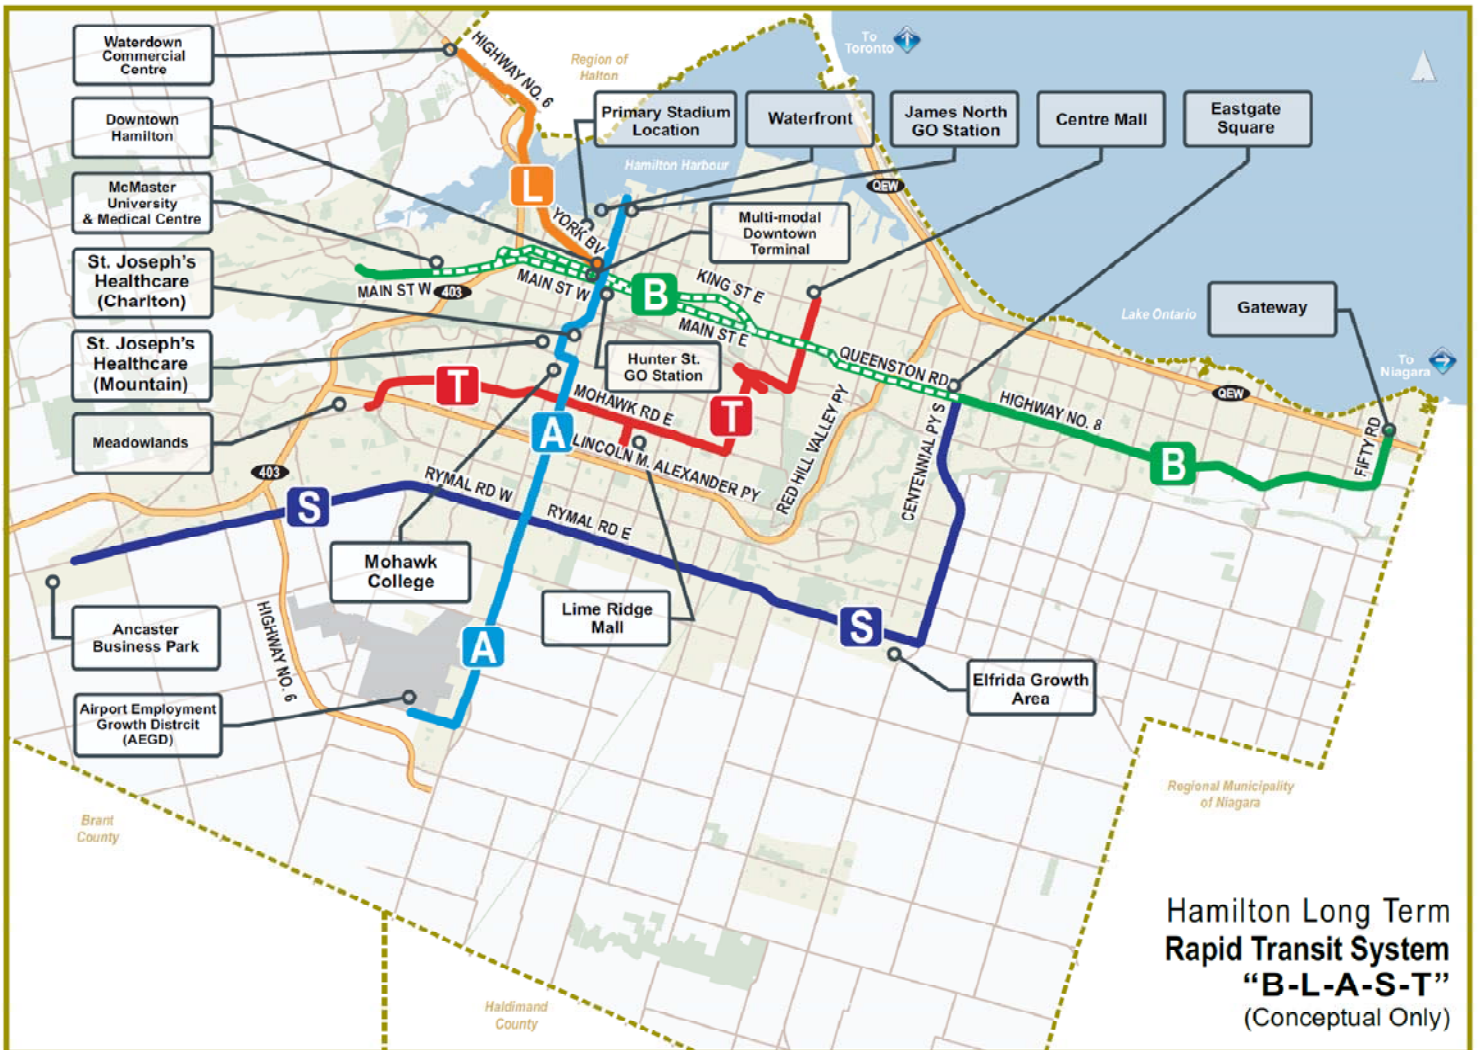 Waterdown
Commercial
Centre
Downtown
Hamilton
McMaster
University
& Medical Centre
St. Joseph's
Healthcare
(Charlton)
St. Joseph's
Healthcare
(Mountain)
Meadowlands
Ancaster
Business Park
Airport Employment
Growth Distrcit
(AEGD)
HIGHWAY NO. 6
Region of
Halton
To
Toronto
Primary Stadium
Location
Waterfront
James North
GO Station
Centre Mall
Eastgate
Square
Hamilton Harbour
QEW
L
YORK BV
Multi-modal
Downtown
Terminal
MAIN ST W
403
MAIN ST W
B
KING ST E
MAIN ST E
Hunter St.
GO Station
QUEENSTON RD
Lake Ontario
Gateway
To
Niagara
QEW
T
MOHAWK RD E
T
A
LINCOLN M. ALEXANDER PY
RED HILL VALLEY PY
CENTENNIAL PY S
HIGHWAY NO. 8
B
FIFTY RD
403
S
RYMAL RD W
RYMAL RD E
Mohawk
College
Lime Ridge
Mall
S
A
HIGHWAY NO. 6
Elfrida Growth
Area
Brant
County
Haldimand
County
Regional Municipality
of Niagara
Hamilton Long Term
Rapid Transit System
“B-L-A-S-T”
(Conceptual Only)